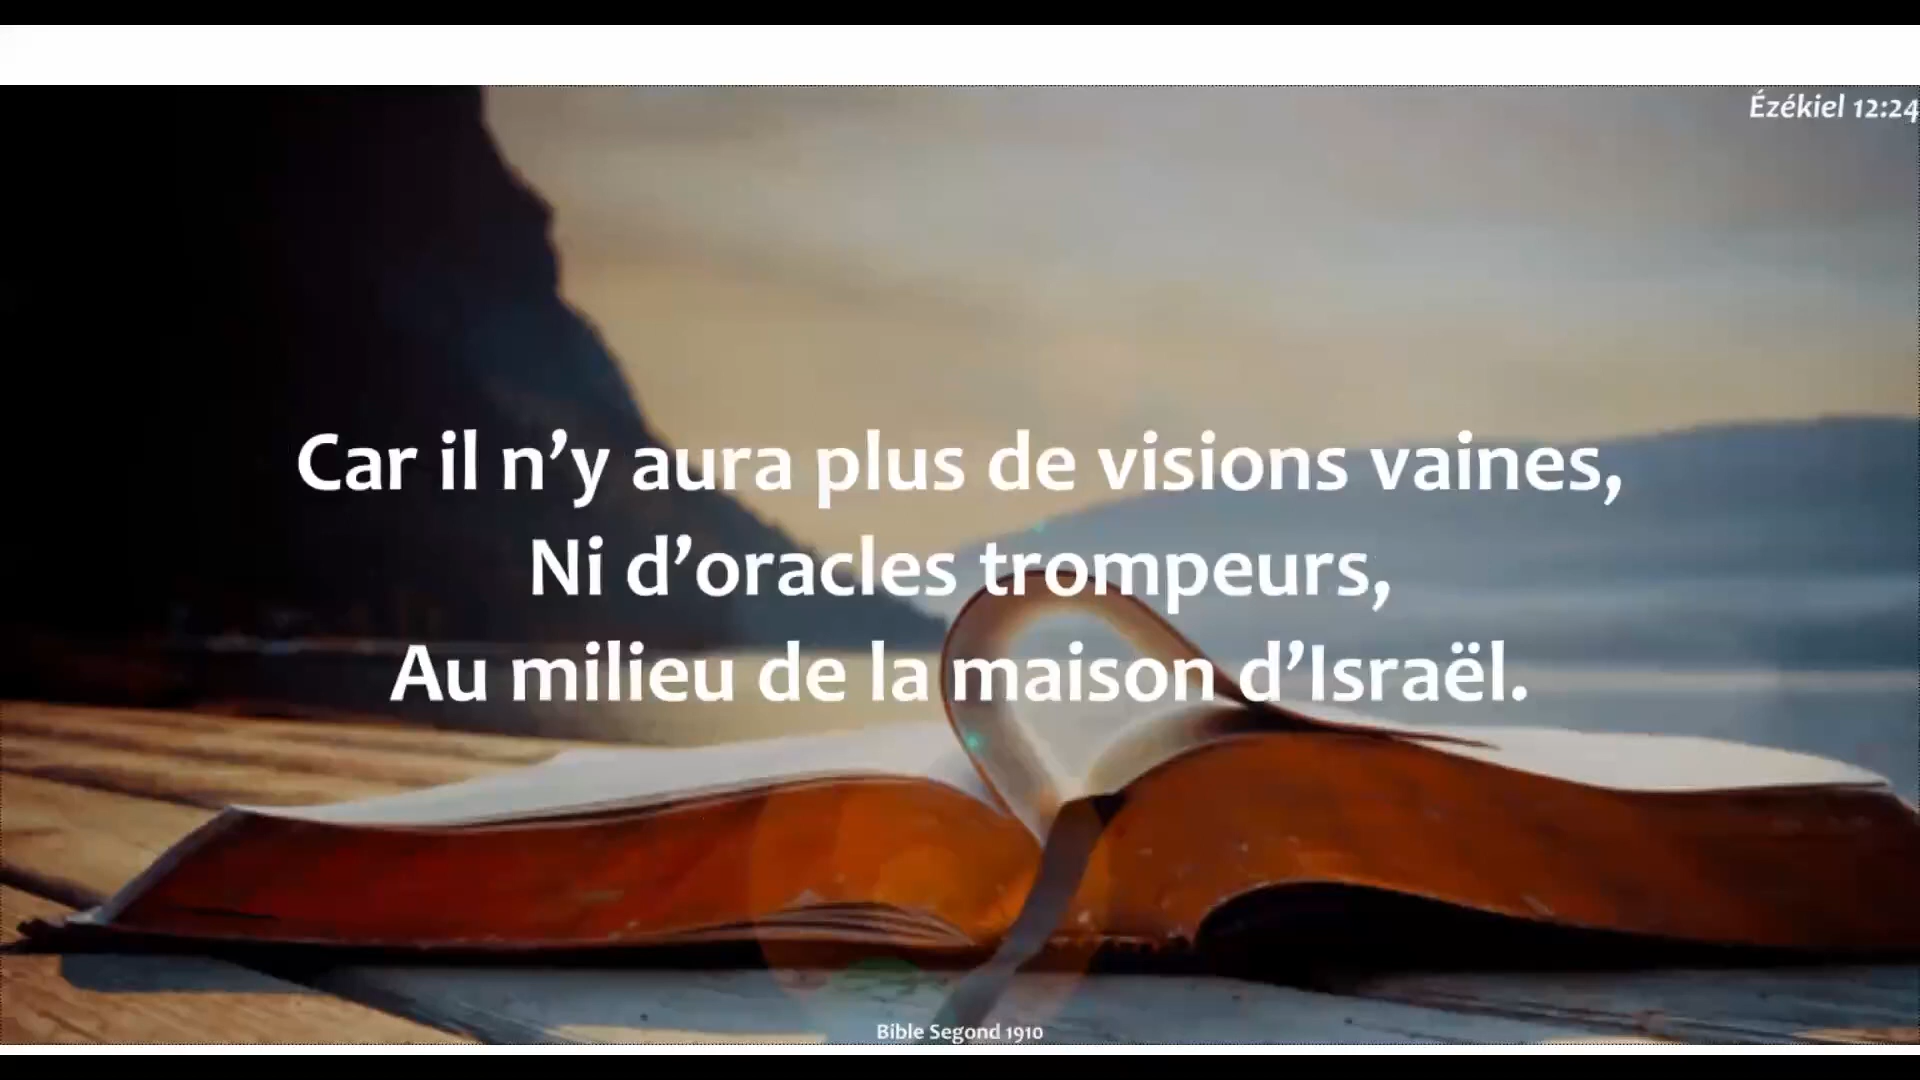 Ézékiel 12:24
Car il n’y aura plus de visions vaines,
Ni d’oracles trompeurs,
Au milieu de la maison d’Israël.
Bible Segond 1910